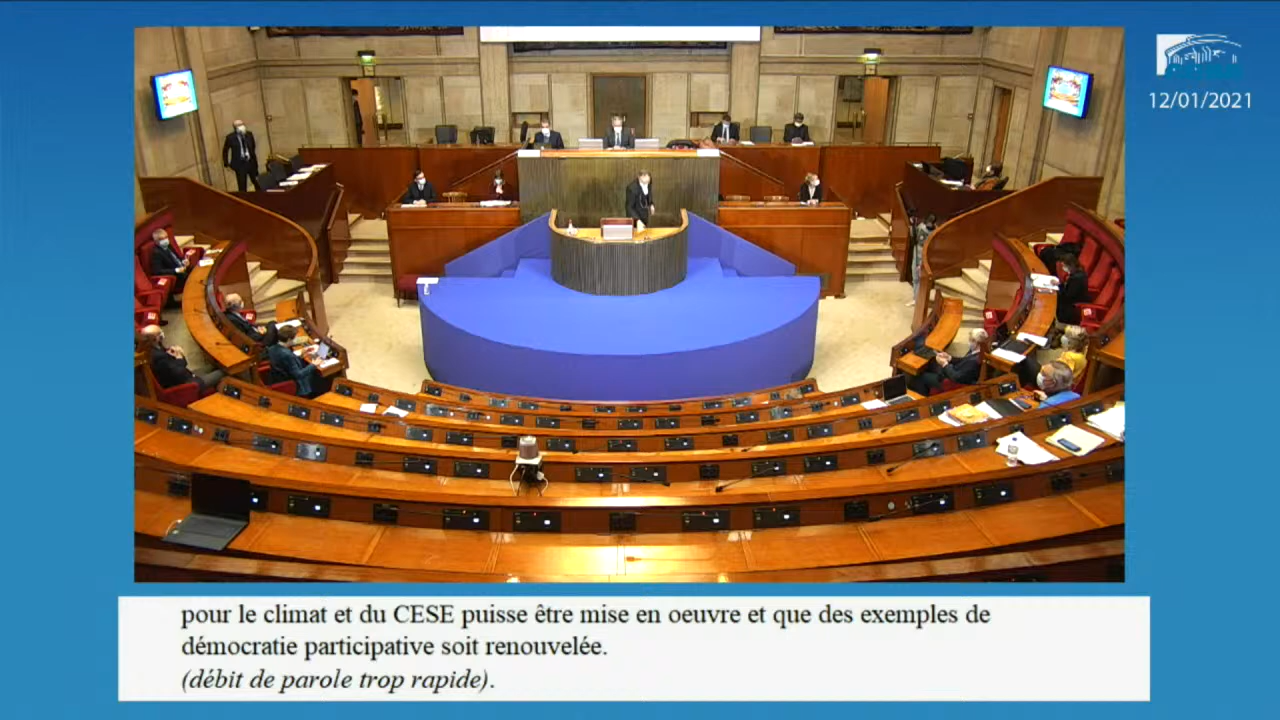 12/01/2021
pour le climat et du CESE puisse être mise en oeuvre et que des exemples de
démocratie participative soit renouvelée.
(débit de parole trop rapide).